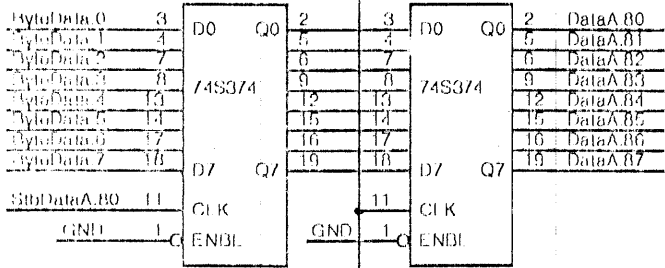 ByteData.0 3 D0 Q0 2 3 D0 Q0 2 DataA.80
ByteData.1 4 5 4 5 DataA.81
ByteData.2 7 6 7 6 DataA.82
ByteData.3 8 74S374 9 8 74S374 9 DataA.83
ByteData.4 13 12 13 12 DataA.84
ByteData.5 14 15 14 15 DataA.85
ByteData.6 17 16 17 16 DataA.86
ByteData.7 18 D7 Q7 19 18 D7 Q7 19 DataA.87
StbDataA.80 11 CLK 11 CLK
GND 1 ENBL GND 1 ENBL